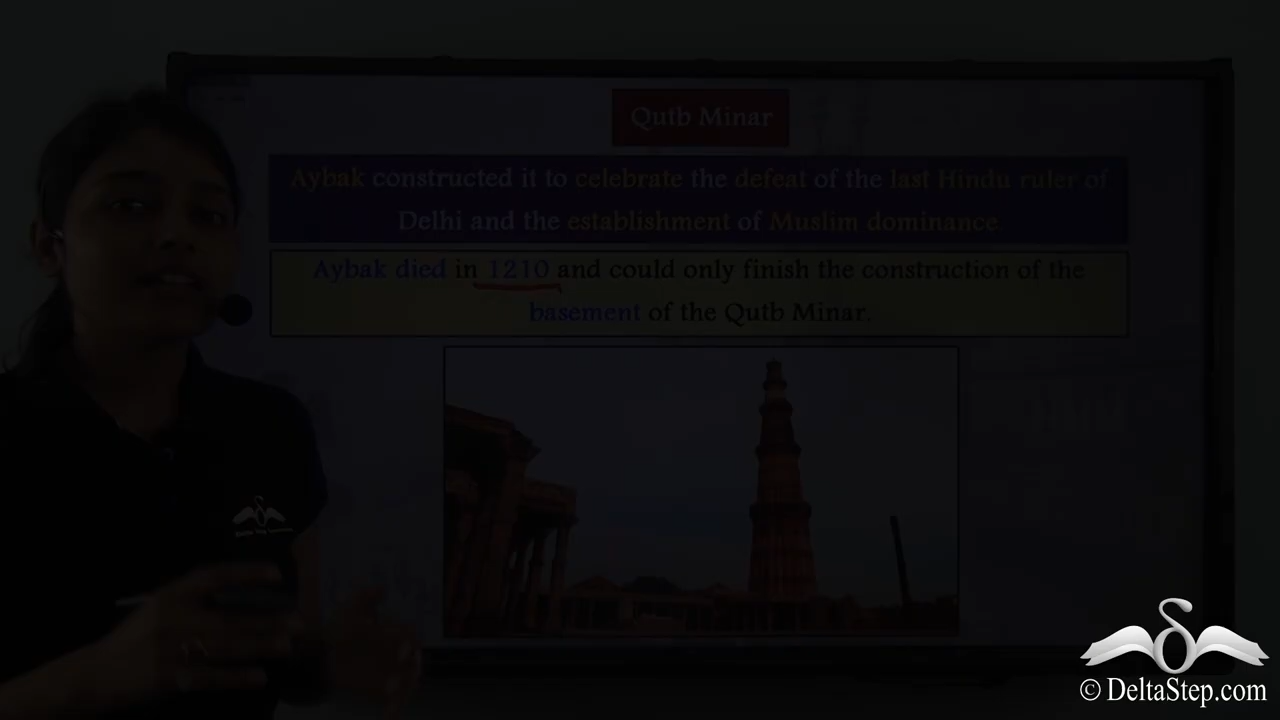 Qutb Minar
Aybak constructed it to celebrate the defeat of the last Hindu ruler of
Delhi and the establishment of Muslim dominance
Aybak died in 1210 and could only finish the construction of the
basement of the Qutb Minar.
© DeltaStep.com